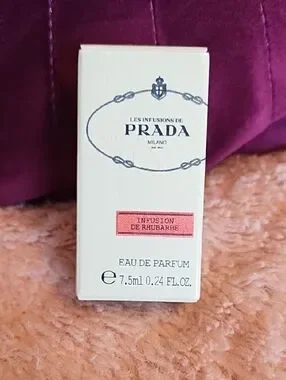 LES INFUSIONS DE
PRADA
MILANO
INFUSION
DE RHUBARBE
EAU DE PARFUM
e 7.5ml 0.24 FL.OZ.